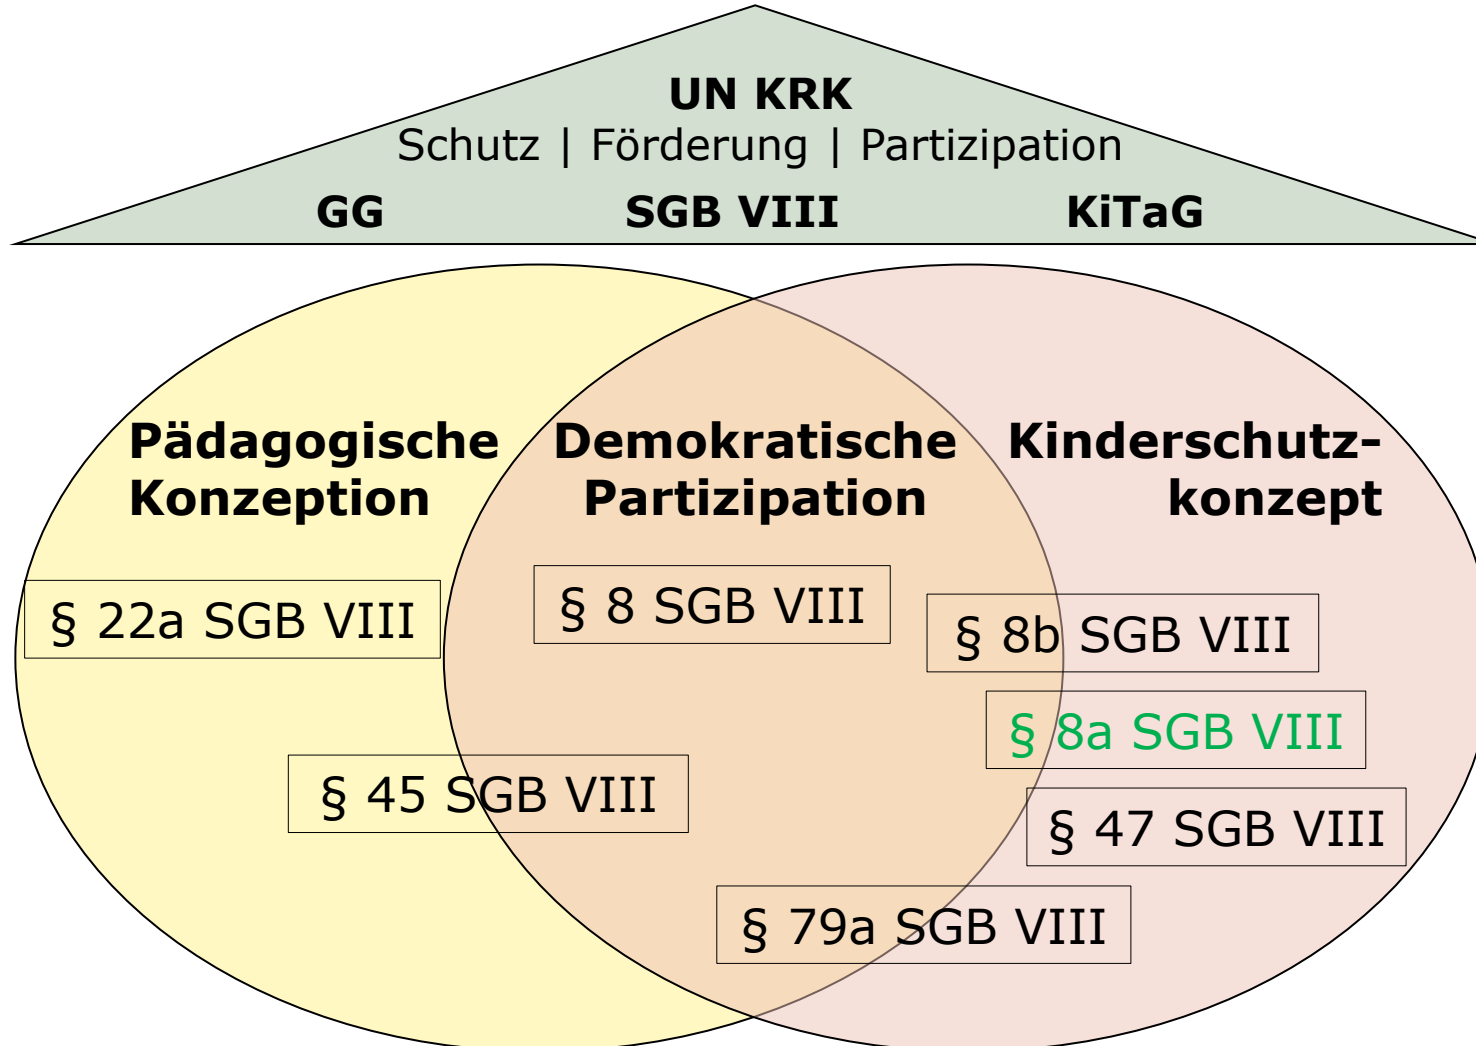 UN KRK
Schutz | Förderung | Partizipation
GG SGB VIII KiTaG
Pädagogische
Konzeption
Demokratische
Partizipation
Kinderschutz–
konzept
§ 22a SGB VIII
§ 8 SGB VIII
§ 8b SGB VIII
§ 8a SGB VIII
§ 45 SGB VIII
§ 47 SGB VIII
§ 79a SGB VIII